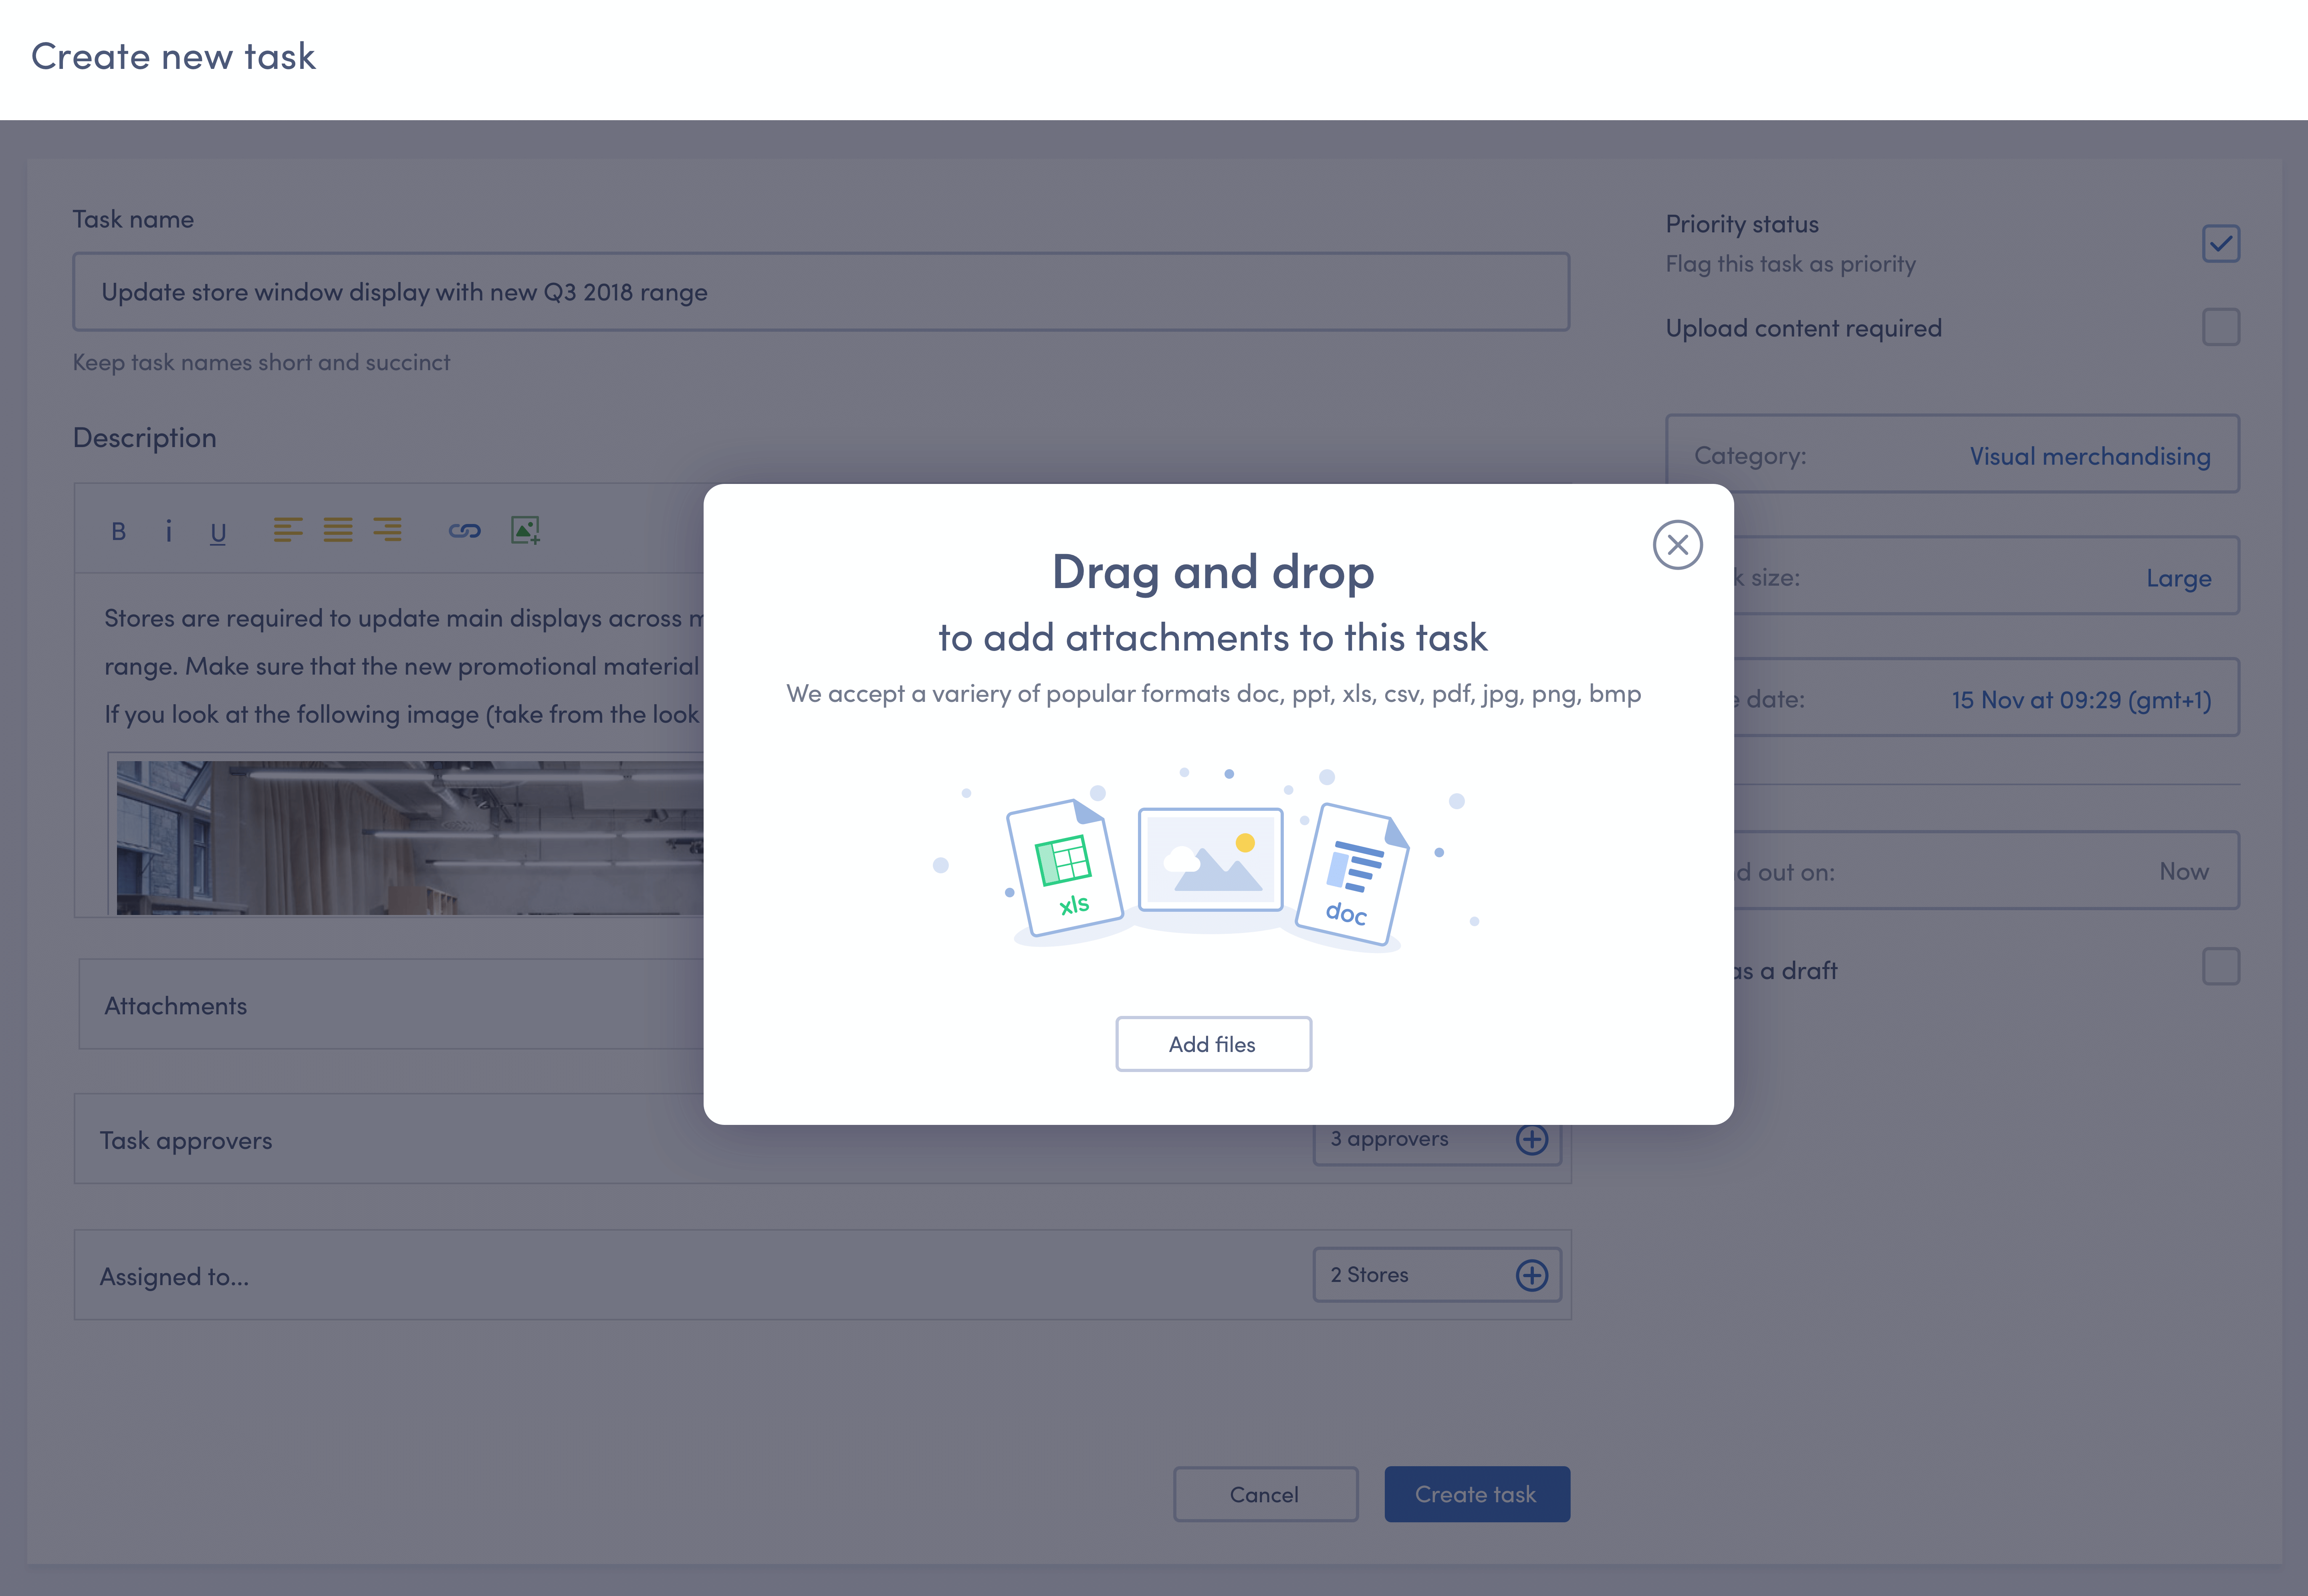 Create new task
Task name
Update store window display with new Q3 2018 range
Keep task names short and succinct
Description
B i U
Stores are required to update main displays across
range. Make sure that the new promotional material
If you look at the following image (take from the look
Attachments
Task approvers
3 approvers
Assigned to...
2 Stores
Cancel
Create task
Priority status
Flag this task as priority
Upload content required
Category: Visual merchandising
size: Large
date: 15 Nov at 09:29 (gmt+1)
out on: Now
as a draft
Drag and drop
to add attachments to this task
We accept a variery of popular formats doc, ppt, xls, csv, pdf, jpg, png, bmp
xls
doc
Add files